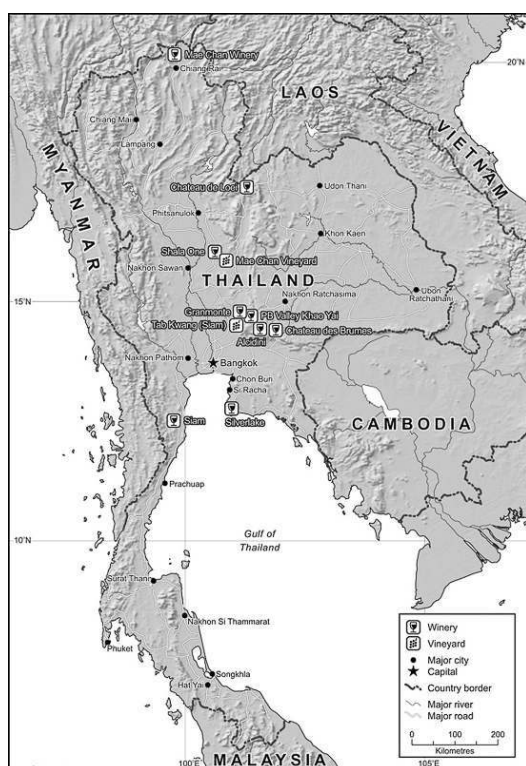 Mae Chan Winery
20°N
Chiang Rai
LAOS
Chiang Mai
VIETNAM
Lampang
MYANMAR
Chateau de Loei
Udon Thani
Phitsanulok
Khon Kaen
Shala One
Mae Chan Vineyard
Nakhon Sawan
THAILAND
Ubon
Ratchathani
15°N
Nakhon Ratchasima
Granmonte
PB Valley Khao Yai
Tab Kwang (Siam)
Alcidini
Chateau des Brumes
Nakhon Pathom
Bangkok
Chon Buri
Si Racha
Siam
Silverlake
CAMBODIA
Prachuap
10°N
Gulf of
Thailand
Surat Thani
Nakhon Si Thammarat
Phuket
Songkhla
Hat Yai
MALAYSIA
100°E
105°E
Winery
Vineyard
Major city
Capital
Country border
Major river
Major road
0 100 200
Kilometres